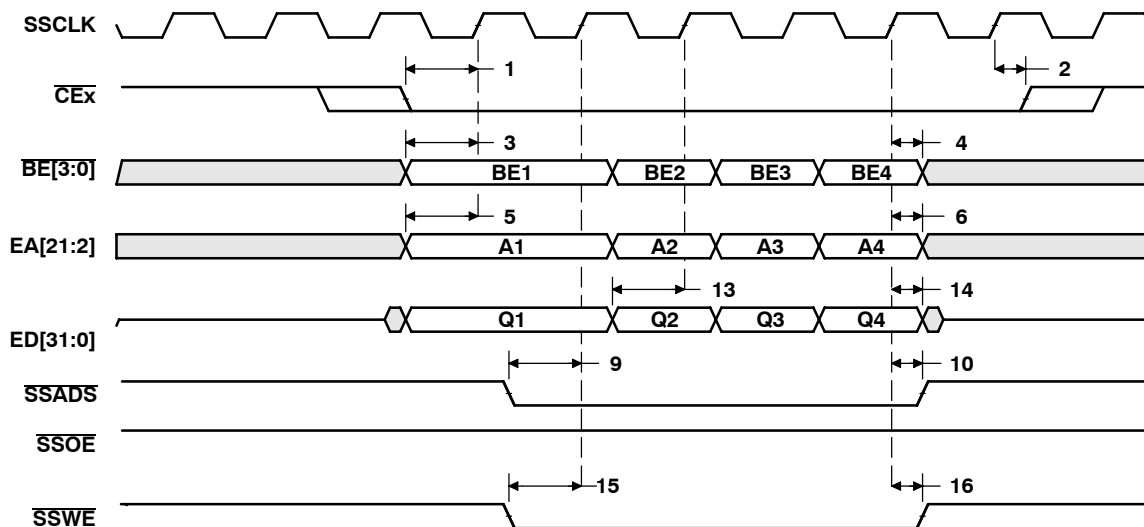 SSCLK
1 2
CEx
3 4
BE[3:0] BE1 BE2 BE3 BE4
5 6
EA[21:2] A1 A2 A3 A4
13 14
ED[31:0] Q1 Q2 Q3 Q4
9 10
SSADS
SSOE
15 16
SSWE